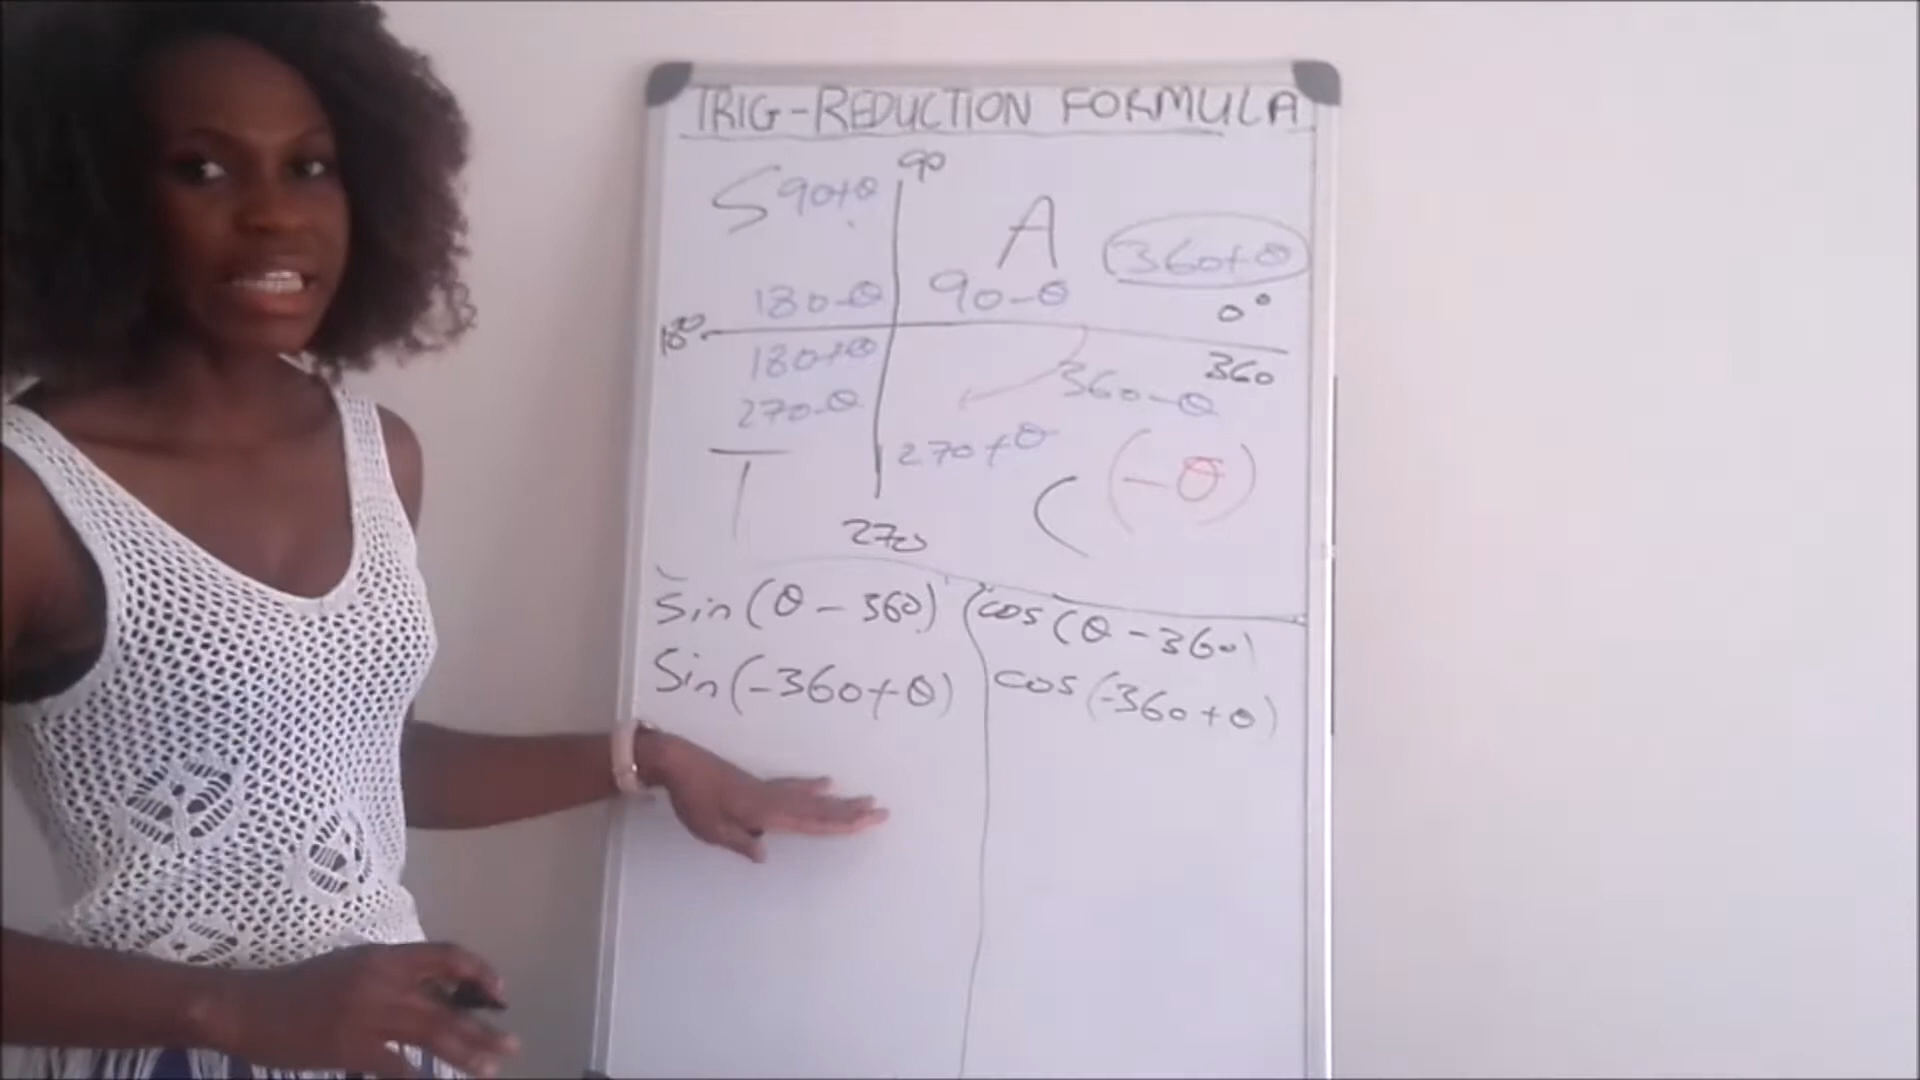 TRIG-REDUCTION FORMULA
90
S 90+θ
A
360+θ
180-θ
90-θ
0°
180
180+θ
360
270-θ
360-θ
270+θ
(-θ)
T
C
270
Sin(θ-360)
cos(θ-360)
Sin(-360+θ)
cos(-360+θ)